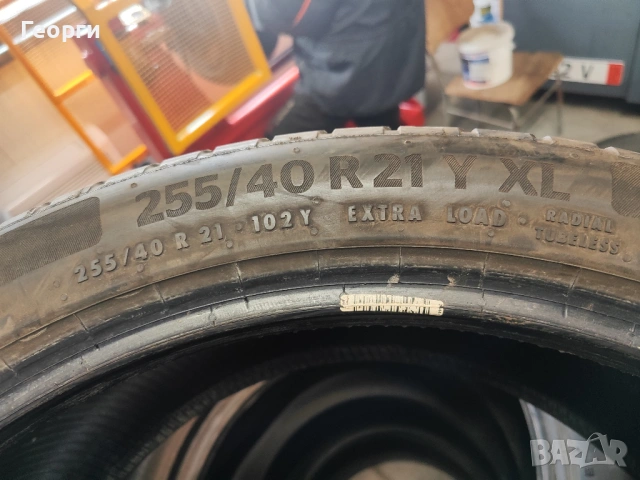 Георги
2 V
255/40 R 21 Y XL
255/40 R 21 · 102 Y EXTRA LOAD RADIAL
TUBELESS
BAZAR